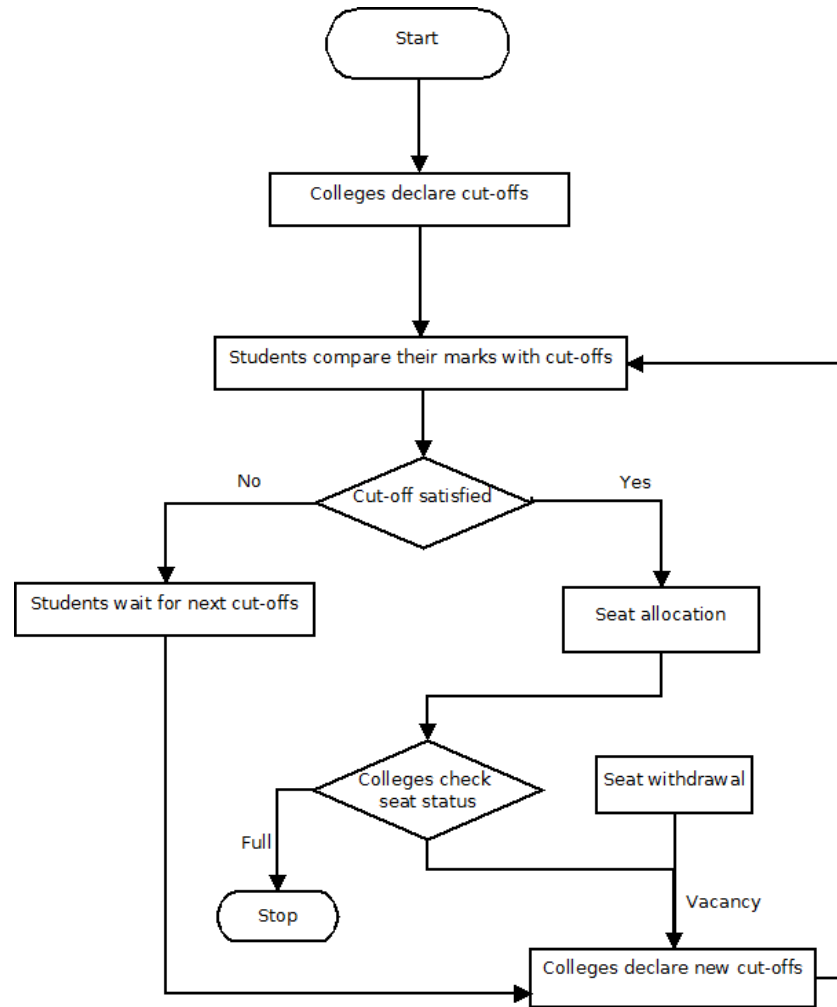 Start
Colleges declare cut-offs
Students compare their marks with cut-offs
No
Cut-off satisfied
Yes
Students wait for next cut-offs
Seat allocation
Colleges check
seat status
Seat withdrawal
Full
Stop
Vacancy
Colleges declare new cut-offs